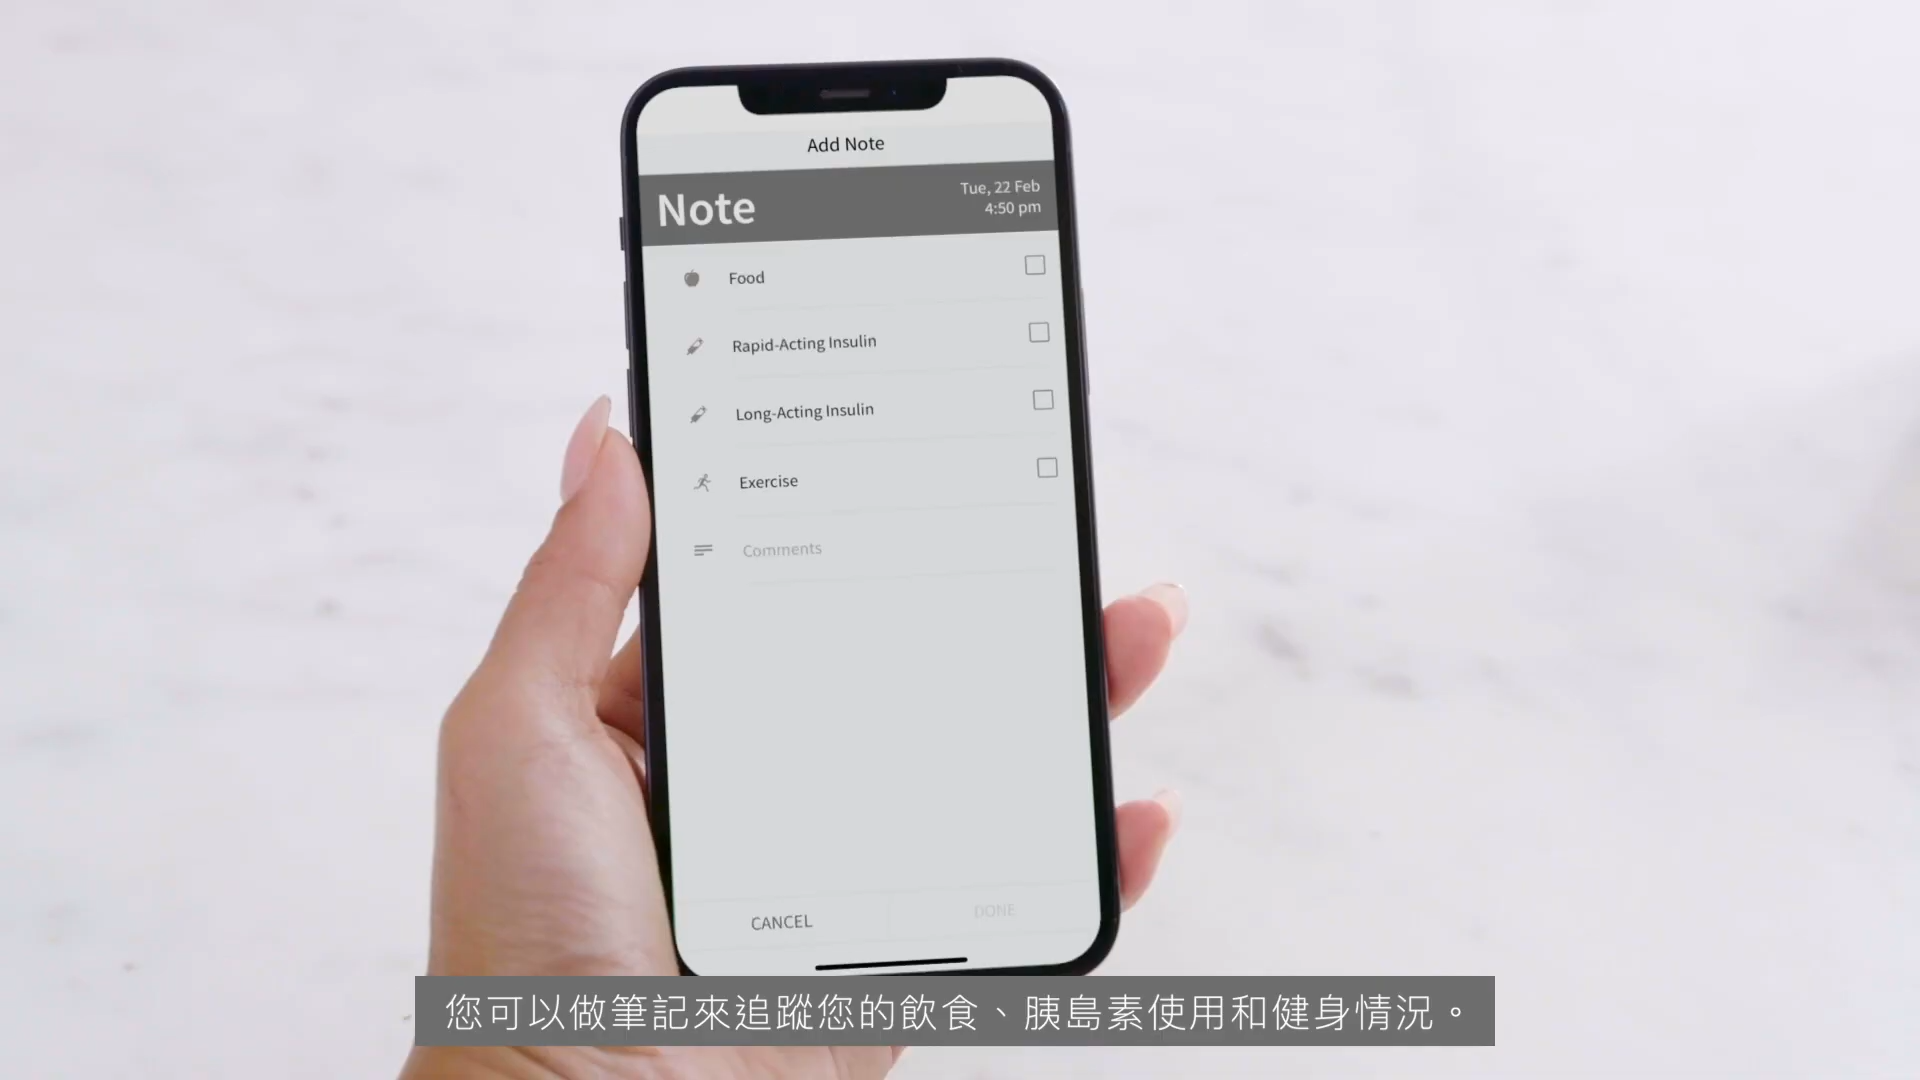 Add Note
Note
Tue, 22 Feb
4:50 pm
Food
Rapid-Acting Insulin
Long-Acting Insulin
Exercise
Comments
CANCEL
DONE
您可以做筆記來追蹤您的飲食、胰島素使用和健身情況。